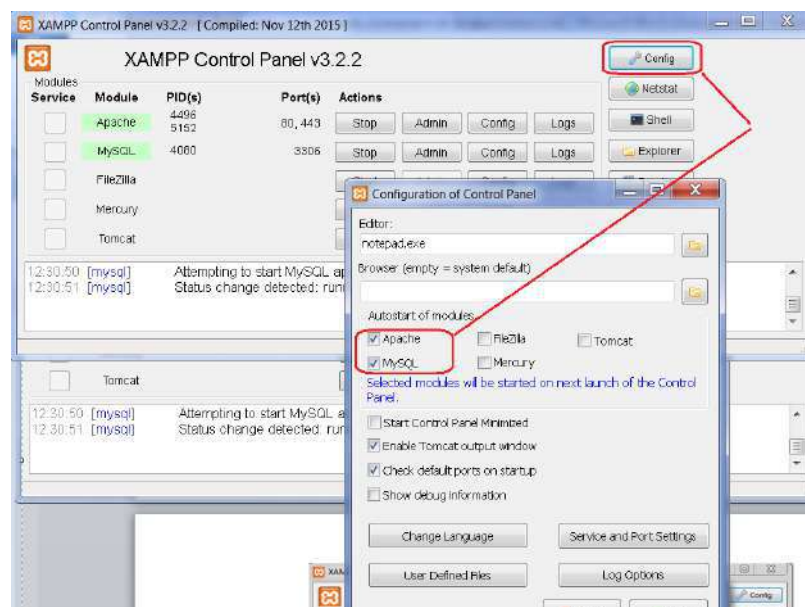 XAMPP Control Panel v3.2.2 [ Compiled: Nov 12th 2015 ]
XAMPP Control Panel v3.2.2
Config
Modules
Service Module PID(s) Port(s) Actions
Netstat
Apache 4496 5152 80, 443 Stop Admin Config Logs
Shell
MySQL 4080 3306 Stop Admin Config Logs
Explorer
FileZilla
Mercury
Tomcat
12:30:50 [mysql] Attempting to start MySQL
12:30:51 [mysql] Status change detected:
Configuration of Control Panel
Editor:
notepad.exe
Browser (empty = system default)
Autostart of modules
Apache FileZilla Tomcat
MySQL Mercury
Selected modules will be started on next launch of the Control
Panel.
Start Control Panel Minimized
Enable Tomcat output window
Check default ports on startup
Show debug information
Change Language Service and Port Settings
User Defined Files Log Options
Tomcat
12:30:50 [mysql] Attempting to start MySQL
12:30:51 [mysql] Status change detected:
Config